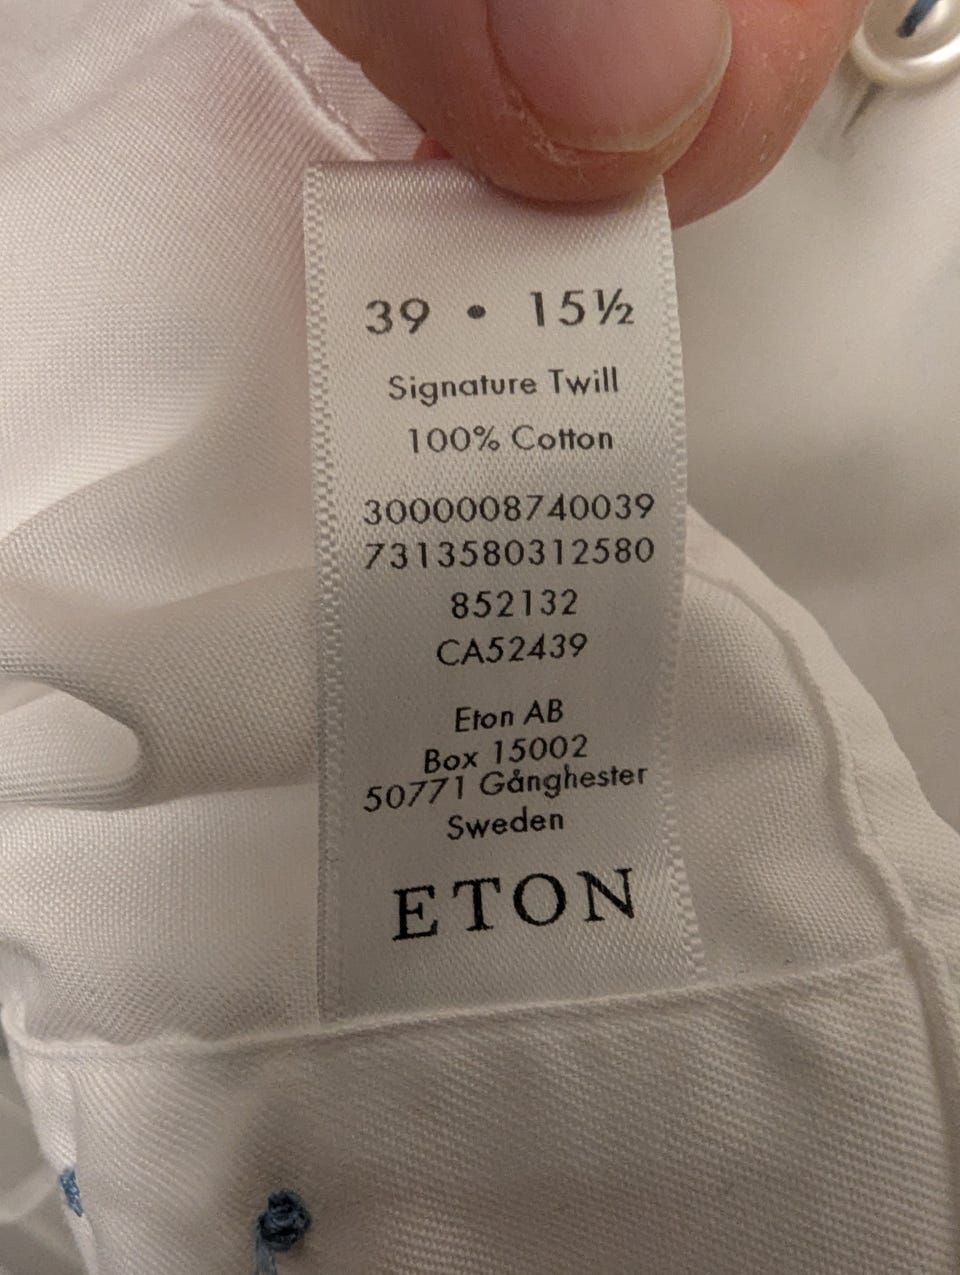 39 • 15½
Signature Twill
100% Cotton
3000008740039
7313580312580
852132
CA52439
Eton AB
Box 15002
50771 Gånghester
Sweden
ETON